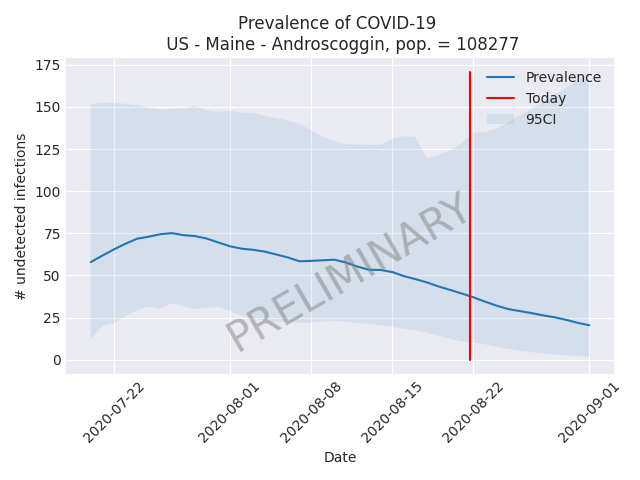 Prevalence of COVID-19
US - Maine - Androscoggin, pop. = 108277
# undetected infections
175
150
125
100
75
50
25
0
Prevalence
Today
95CI
PRELIMINARY
2020-07-22
2020-08-01
2020-08-08
2020-08-15
2020-08-22
2020-09-01
Date